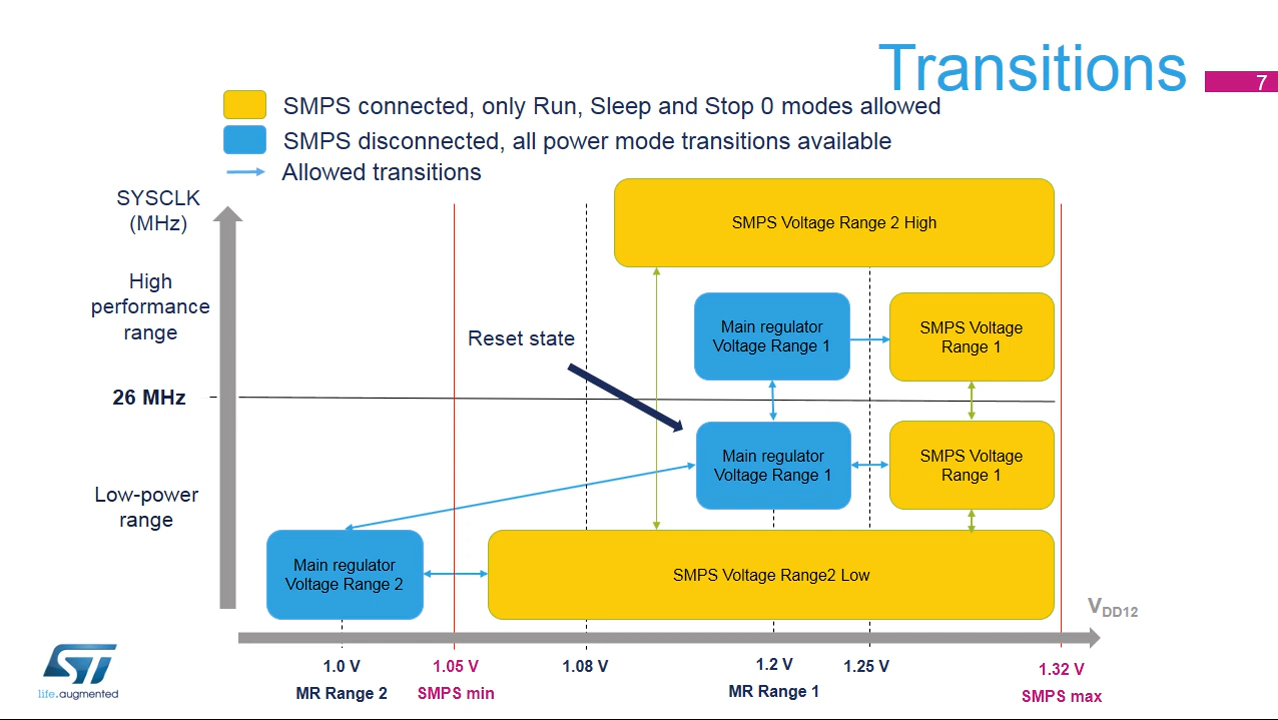 Transitions
7
SMPS connected, only Run, Sleep and Stop 0 modes allowed
SMPS disconnected, all power mode transitions available
Allowed transitions
SYSCLK
(MHz)
SMPS Voltage Range 2 High
High
performance
range
Main regulator
Voltage Range 1
SMPS Voltage
Range 1
Reset state
26 MHz
Main regulator
Voltage Range 1
SMPS Voltage
Range 1
Low-power
range
Main regulator
Voltage Range 2
SMPS Voltage Range2 Low
VDD12
ST
life.augmented
1.0 V
1.05 V
1.08 V
1.2 V
1.25 V
1.32 V
MR Range 2
SMPS min
MR Range 1
SMPS max